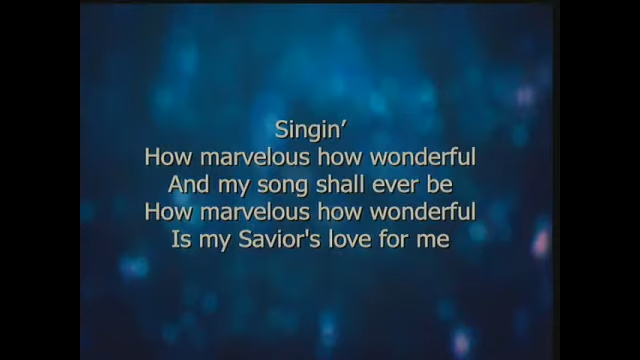 Singin’
How marvelous how wonderful
And my song shall ever be
How marvelous how wonderful
Is my Savior's love for me